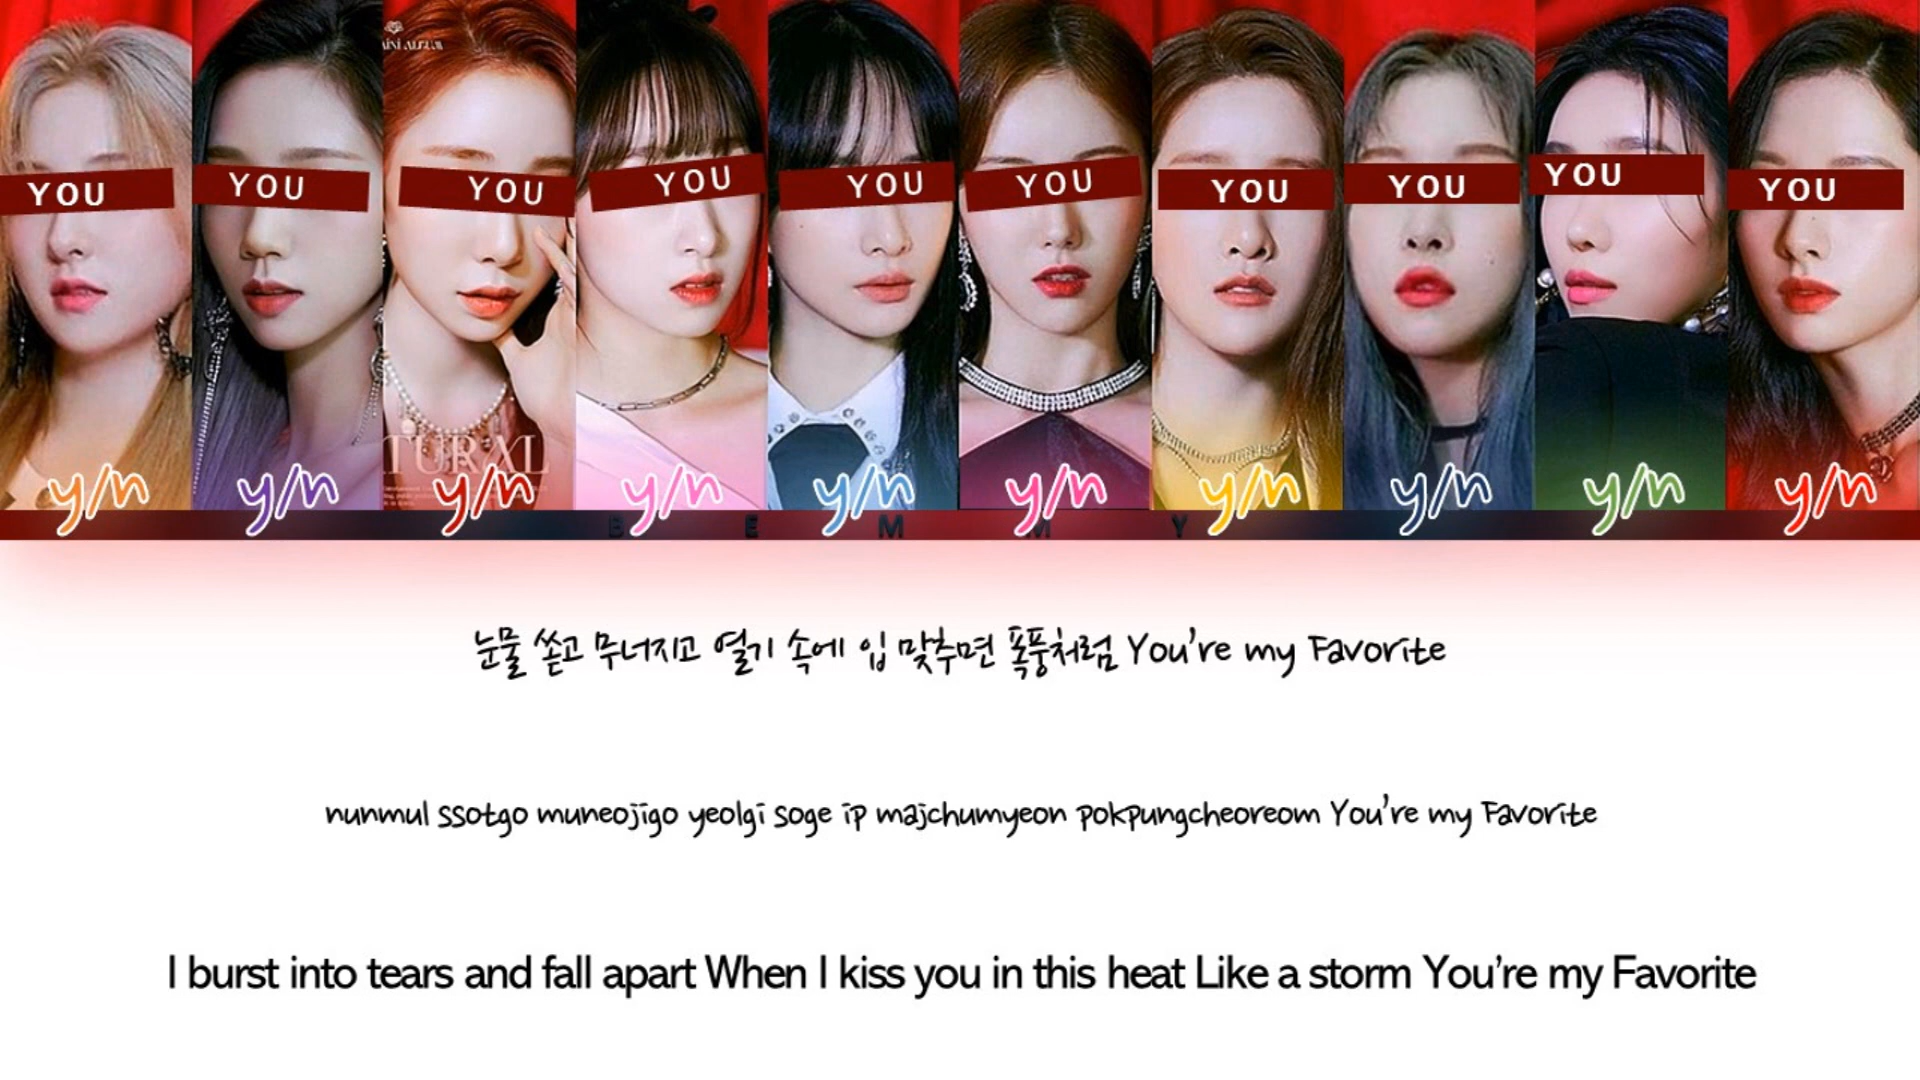 MINI ALBUM
YOU YOU YOU YOU YOU YOU YOU YOU YOU YOU
TURAL
y/n y/n y/n y/n y/n y/n y/n y/n y/n y/n
B E M M Y
눈물 쏟고 무너지고 열기 속에 입 맞추면 폭풍처럼 You're my Favorite
nunmul ssotgo muneojigo yeolgi soge ip majchumyeon pokpungcheoreom You're my Favorite
I burst into tears and fall apart When I kiss you in this heat Like a storm You're my Favorite